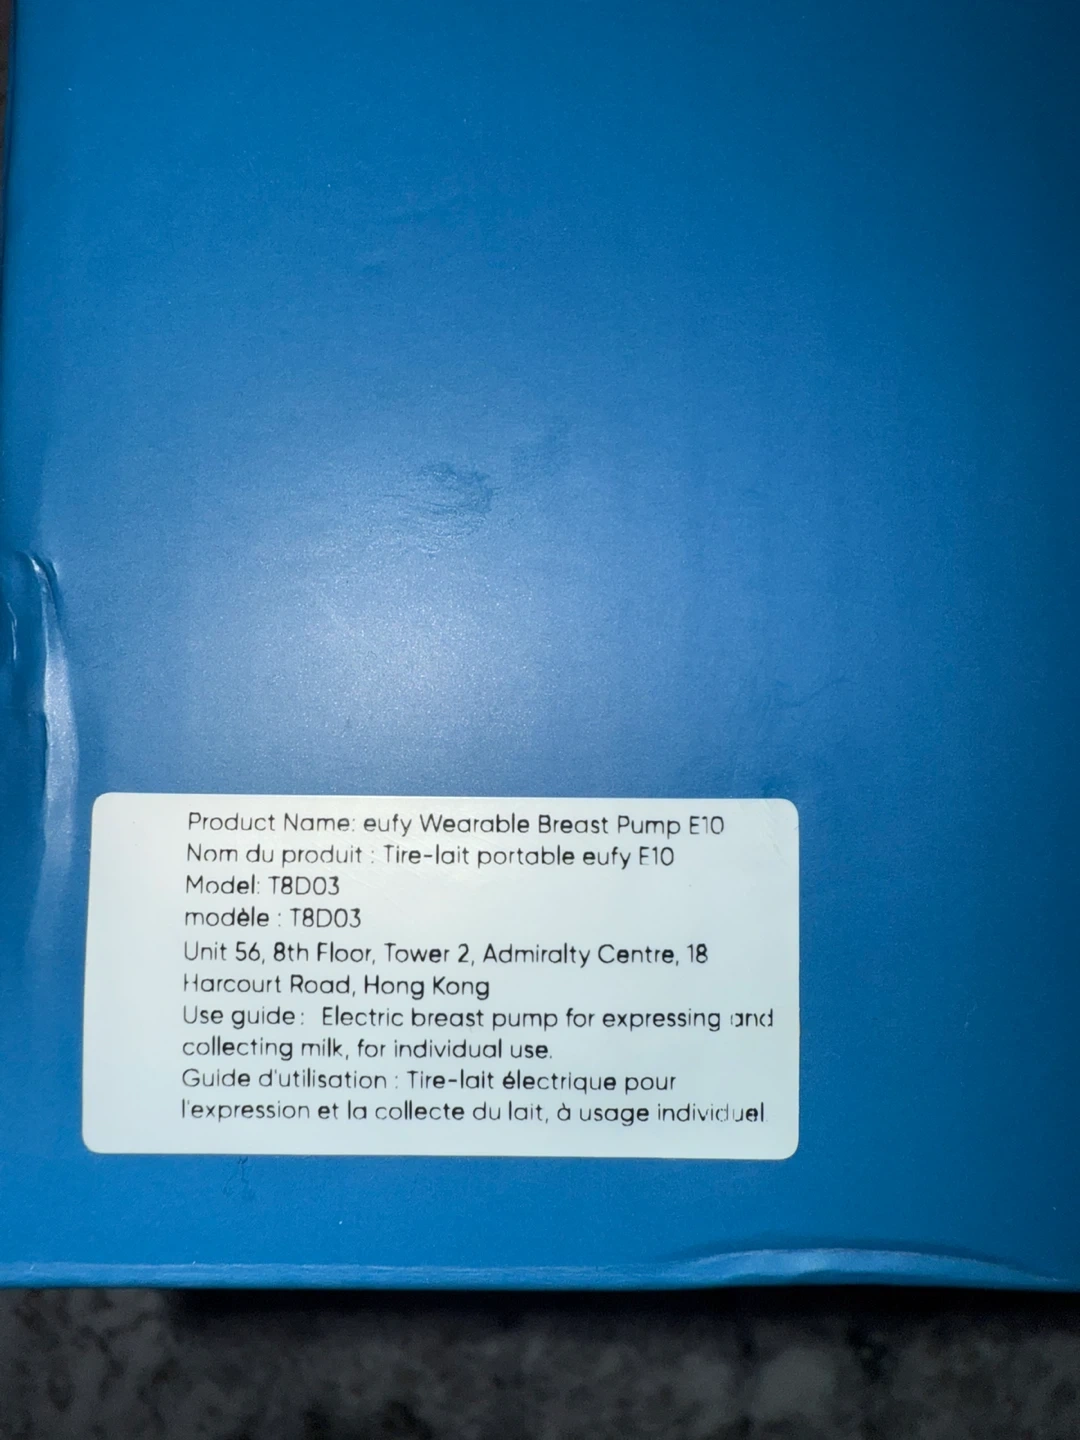 Product Name: eufy Wearable Breast Pump E10
Nom du produit : Tire-lait portable eufy E10
Model: T8D03
modèle : T8D03
Unit 56, 8th Floor, Tower 2, Admiralty Centre, 18
Harcourt Road, Hong Kong
Use guide: Electric breast pump for expressing and
collecting milk, for individual use.
Guide d'utilisation : Tire-lait électrique pour
l'expression et la collecte du lait, à usage individuel